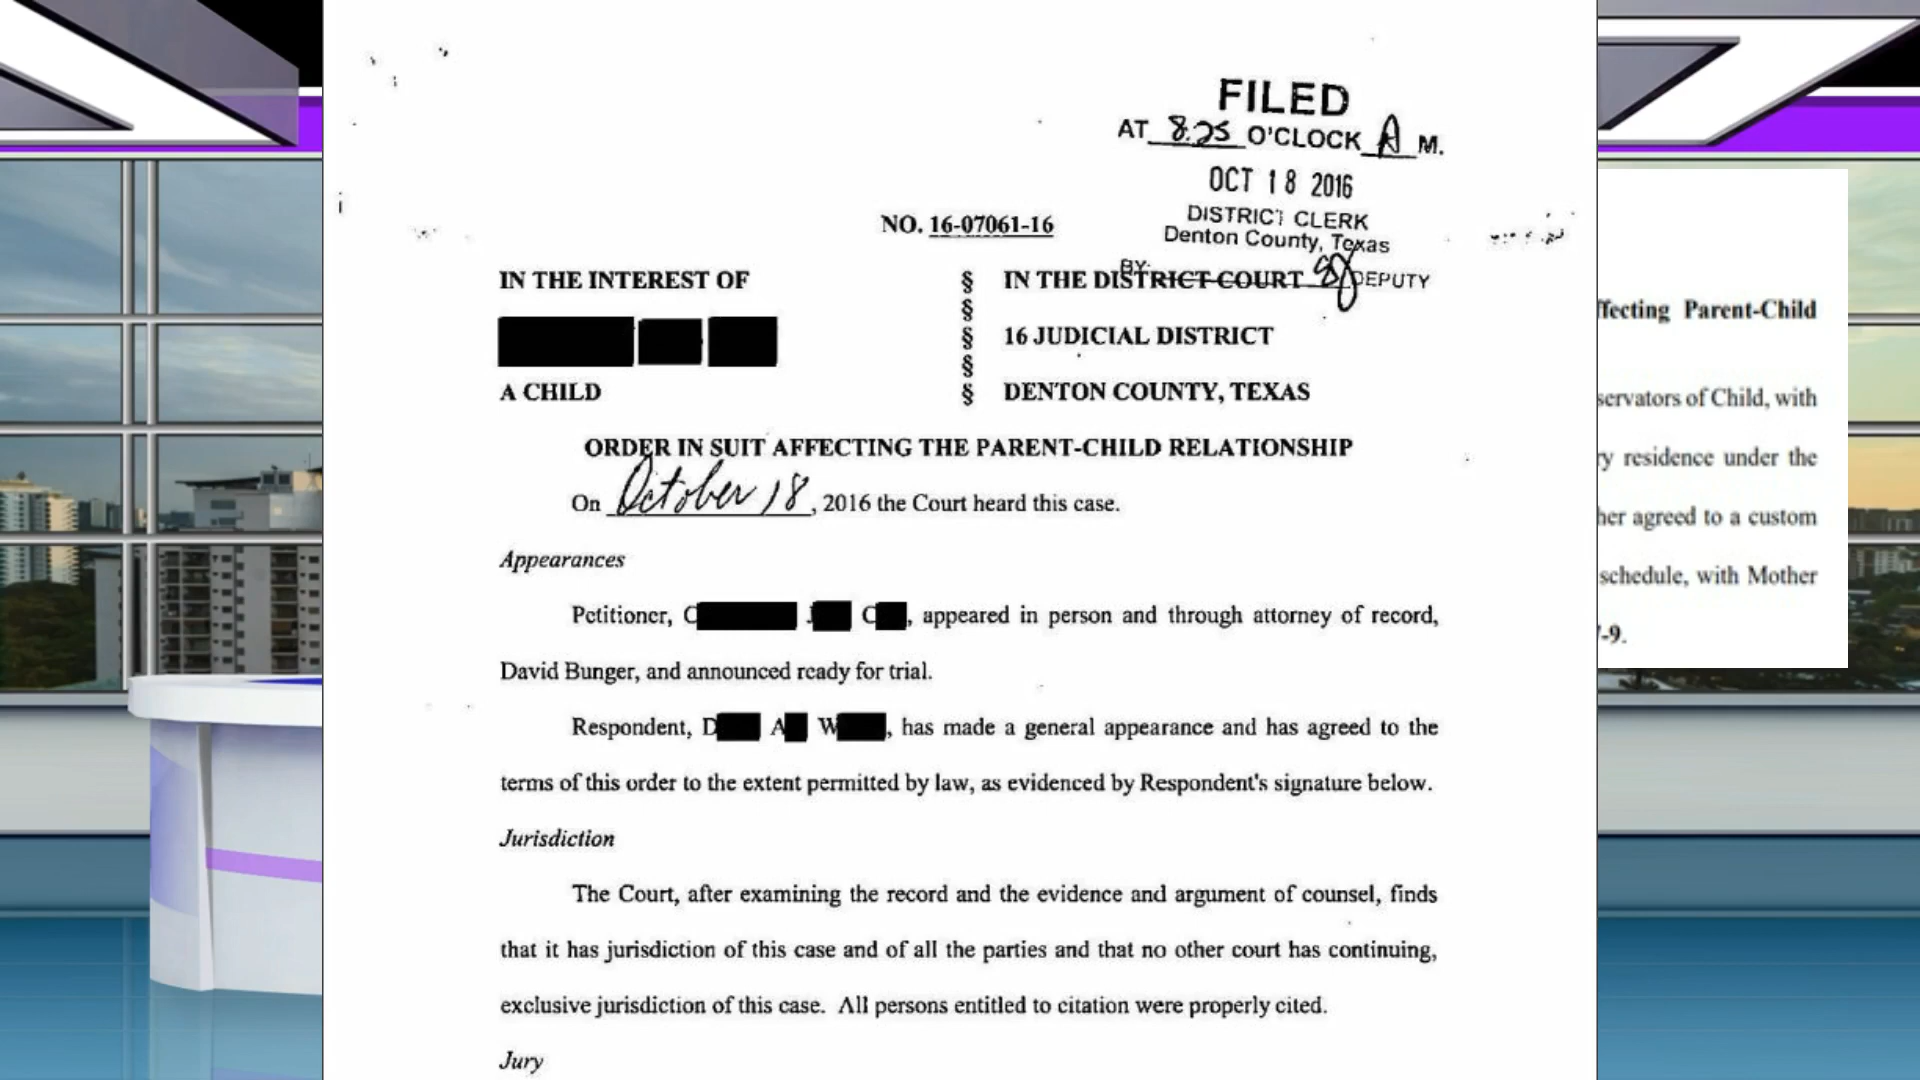 FILED
AT 8:25 O'CLOCK A M.
OCT 18 2016
DISTRICT CLERK
Denton County, Texas
BY: DEPUTY
NO. 16-07061-16
IN THE INTEREST OF
A CHILD
§
§
§
§
§
IN THE DISTRICT COURT
16 JUDICIAL DISTRICT
DENTON COUNTY, TEXAS
ORDER IN SUIT AFFECTING THE PARENT-CHILD RELATIONSHIP
On October 18, 2016 the Court heard this case.
Appearances
Petitioner, C J C, appeared in person and through attorney of record,
David Bunger, and announced ready for trial.
Respondent, D A W, has made a general appearance and has agreed to the
terms of this order to the extent permitted by law, as evidenced by Respondent's signature below.
Jurisdiction
The Court, after examining the record and the evidence and argument of counsel, finds
that it has jurisdiction of this case and of all the parties and that no other court has continuing,
exclusive jurisdiction of this case. All persons entitled to citation were properly cited.
Jury
ffecting Parent-Child
servators of Child, with
ry residence under the
her agreed to a custom
schedule, with Mother
-9.